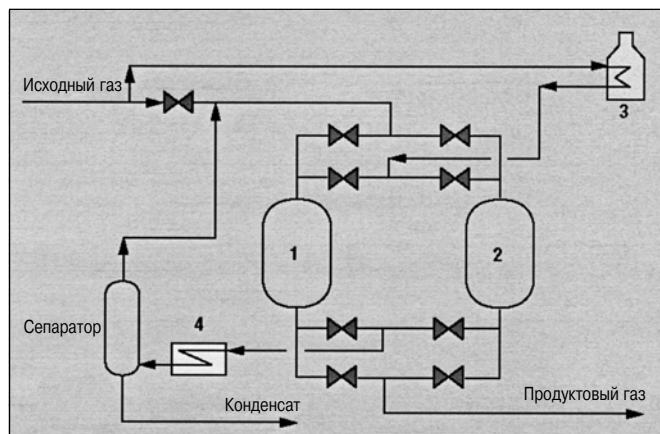 Исходный газ
3
1
2
Сепаратор
4
Конденсат
Продуктовый газ